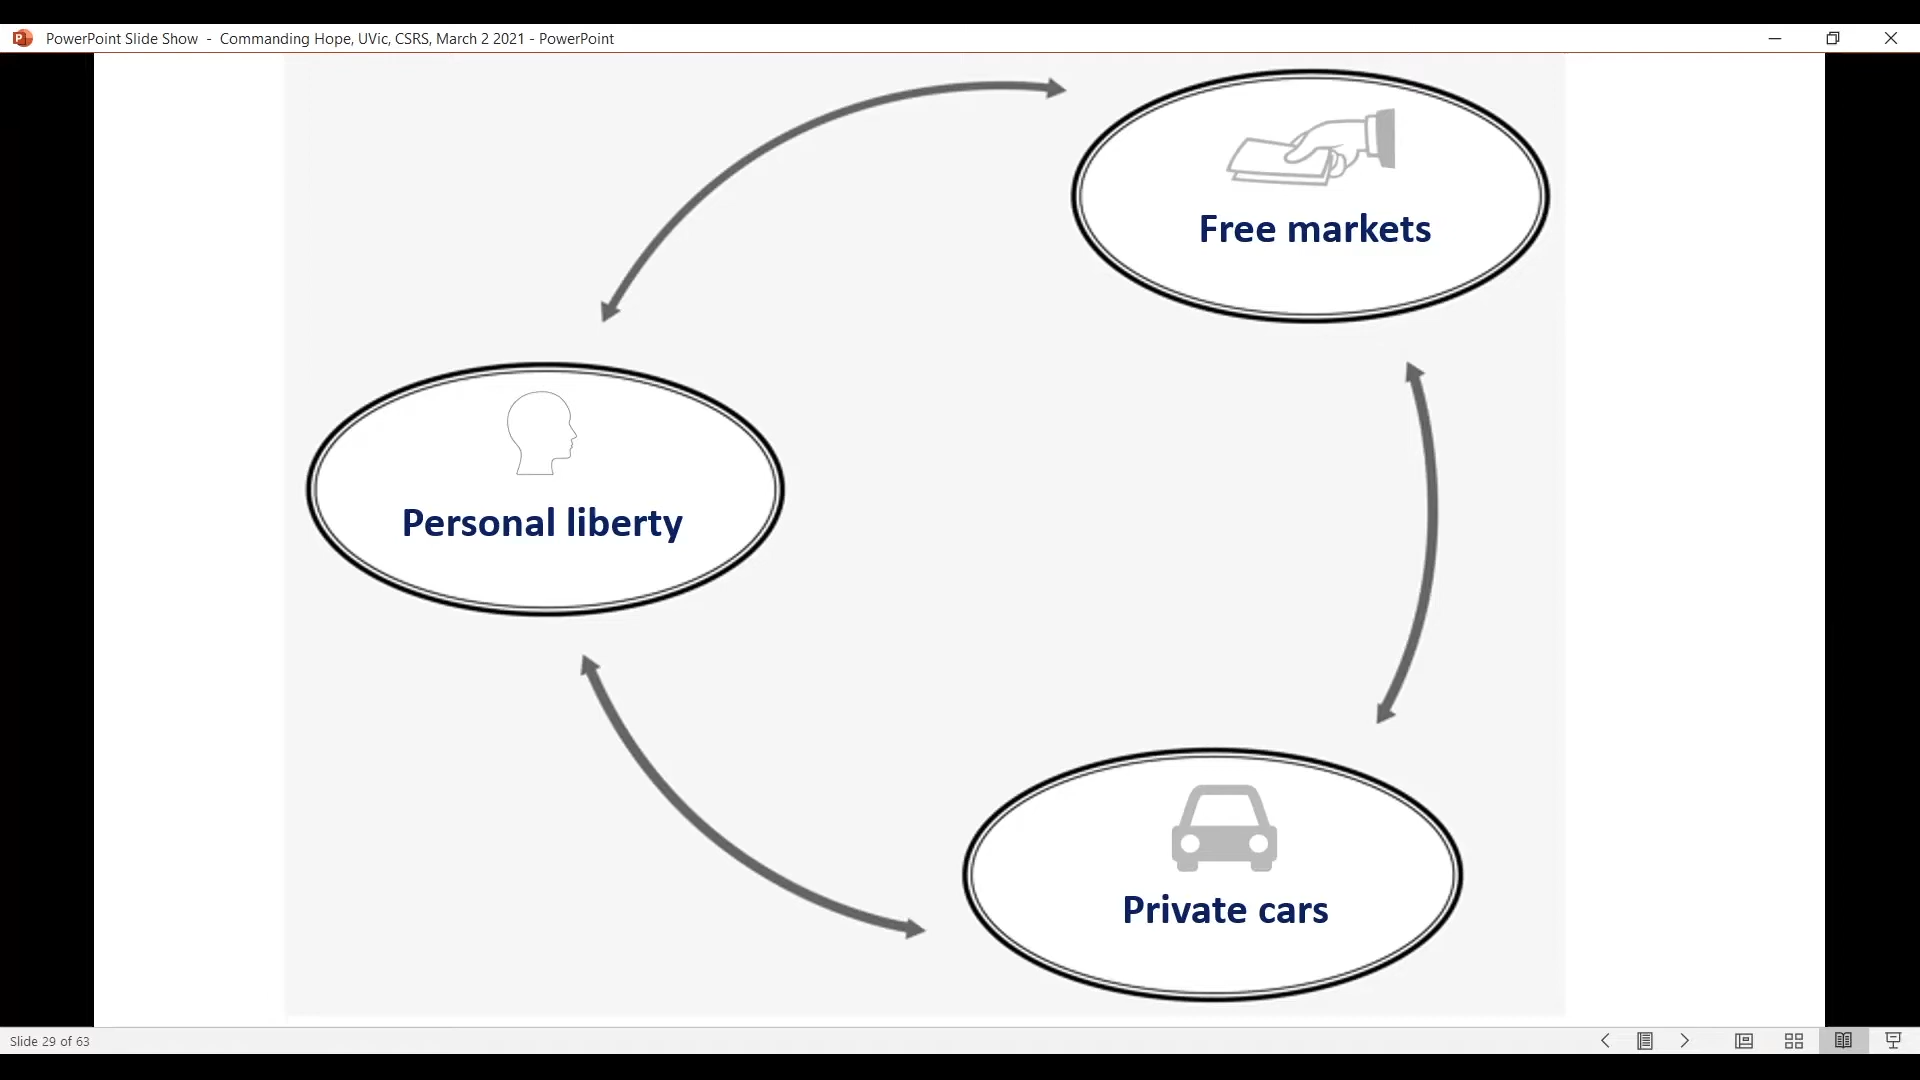 PowerPoint Slide Show - Commanding Hope, UVic, CSRS, March 2 2021 - PowerPoint
Free markets
Personal liberty
Private cars
Slide 29 of 63